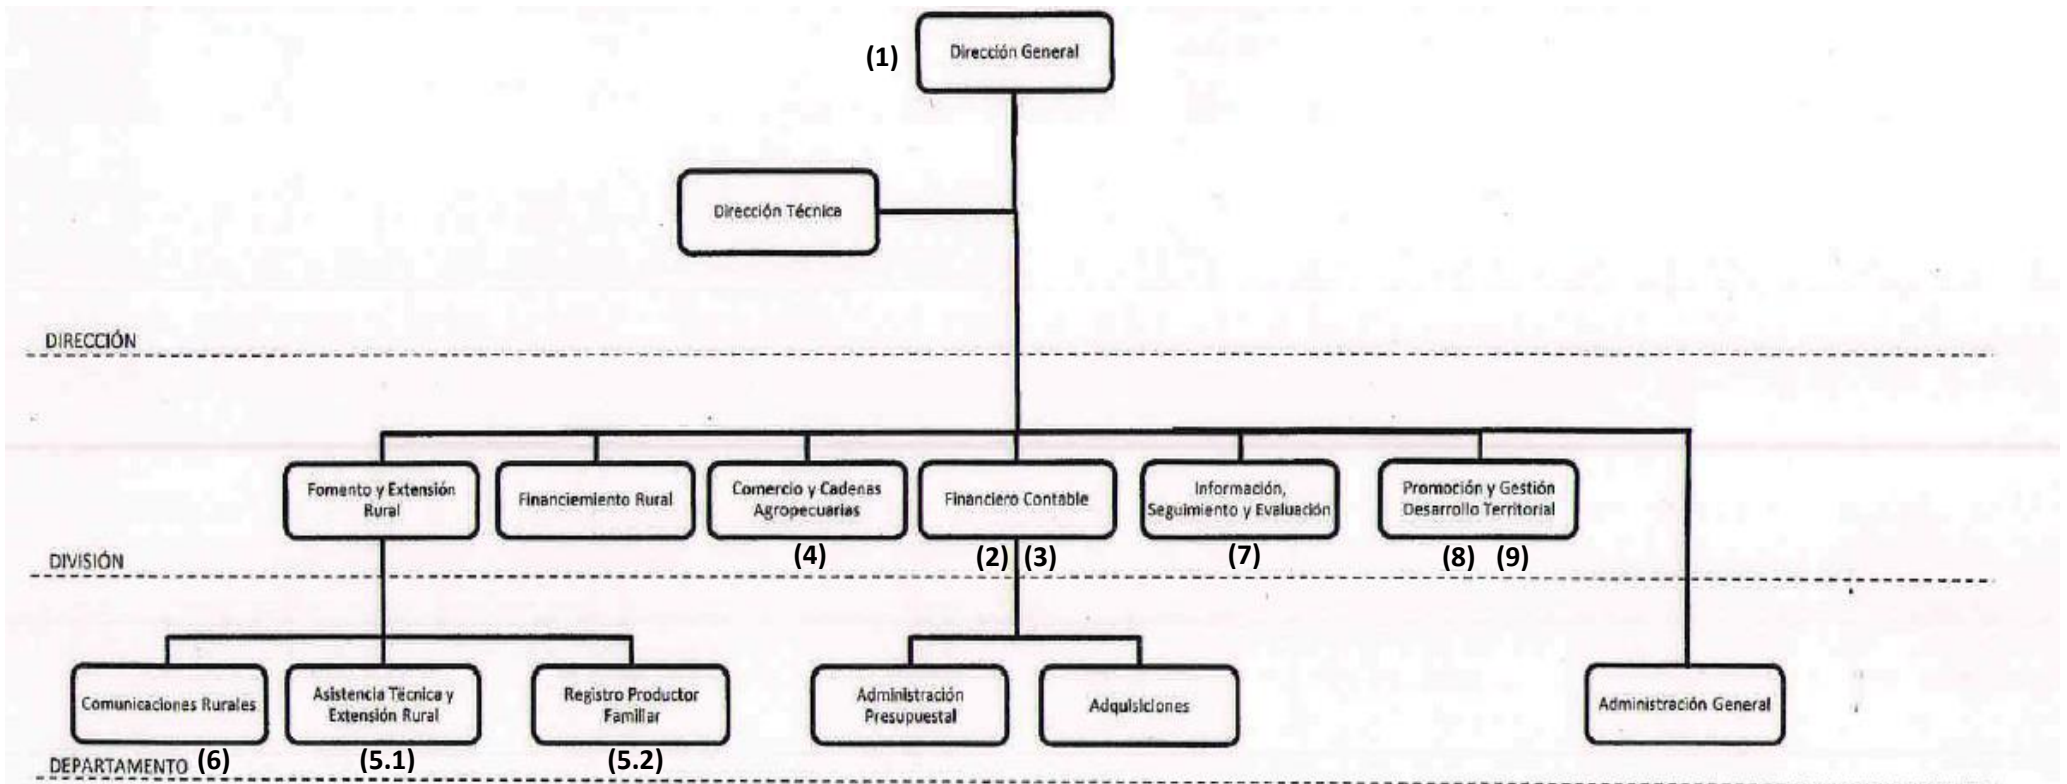 Dirección General
(1)
Dirección Técnica
DIRECCIÓN
Fomento y Extensión
Rural
Financiemiento Rural
Comercio y Cadenas
Agropecuarias
Financiero Contable
Información,
Seguimiento y Evaluación
Promoción y Gestión
Desarrollo Territorial
(4)
(2) (3)
(7)
(8) (9)
DIVISIÓN
Comunicaciones Rurales
Asistencia Técnica y
Extensión Rural
Registro Productor
Familiar
Administración
Presupuestal
Adquisiciones
Administración General
DEPARTAMENTO (6)
(5.1)
(5.2)